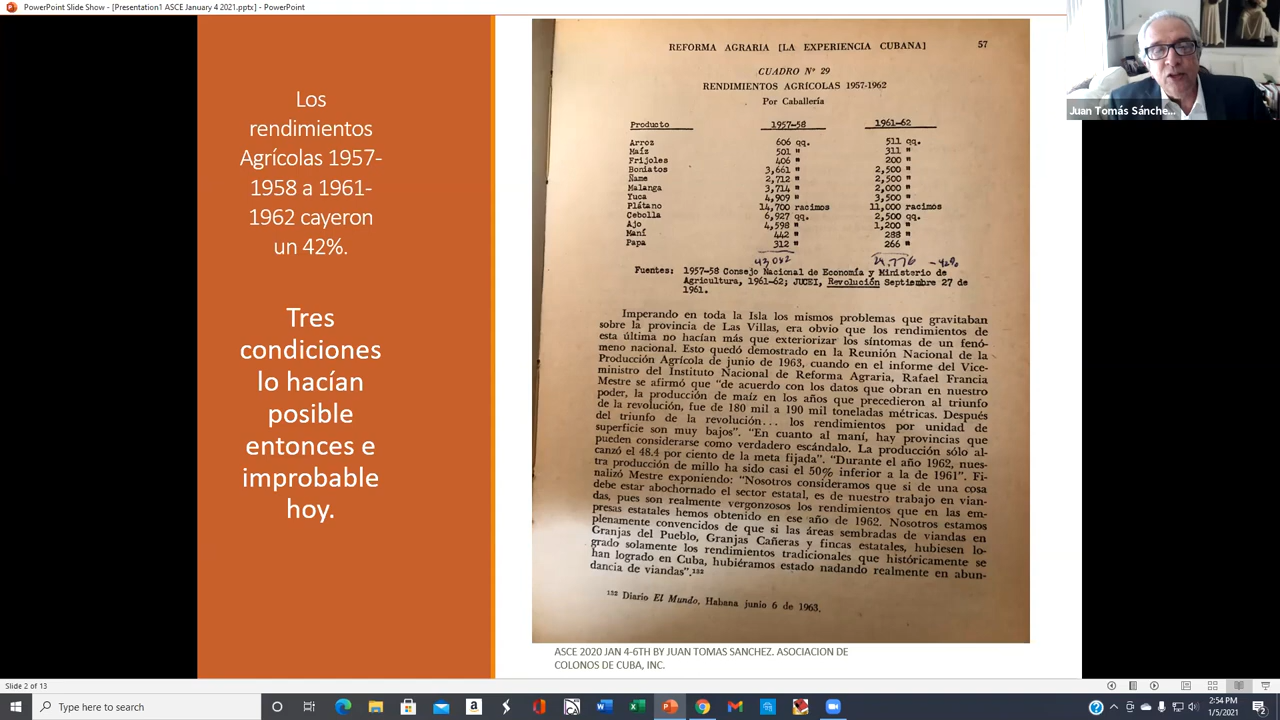 PowerPoint Slide Show - [Presentation1 ASCE January 4 2021.pptx] - PowerPoint
Los
rendimientos
Agrícolas 1957-
1958 a 1961-
1962 cayeron
un 42%.
Tres
condiciones
lo hacían
posible
entonces e
improbable
hoy.
REFORMA AGRARIA [LA EXPERIENCIA CUBANA] 57
CUADRO Nº 29
RENDIMIENTOS AGRÍCOLAS 1957-1962
Por Caballería
Producto 1957-58 1961-62
Arroz 606 qq. 511 qq.
Maíz 501 " 311 "
Frijoles 406 " 200 "
Boniatos 3,661 " 2,500 "
Ñame 2,712 " 2,500 "
Malanga 3,714 " 2,000 "
Yuca 4,909 " 3,500 "
Plátano 14,700 racimos 11,000 racimos
Cebolla 6,927 qq. 2,500 qq.
Ajo 4,598 " 1,200 "
Maní 442 " 288 "
Papa 312 " 266 "
43,082 24,776 -42%
Fuentes: 1957-58 Consejo Nacional de Economía y Ministerio de
Agricultura, 1961-62; JUCEI, Revolución Septiembre 27 de
1961.
Imperando en toda la Isla los mismos problemas que gravitaban
sobre la provincia de Las Villas, era obvio que los rendimientos de
esta última no hacían más que exteriorizar los síntomas de un fenó-
meno nacional. Esto quedó demostrado en la Reunión Nacional de la
Producción Agrícola de junio de 1963, cuando en el informe del Vice-
ministro del Instituto Nacional de Reforma Agraria, Rafael Francia
Mestre se afirmó que "de acuerdo con los datos que obran en nuestro
poder, la producción de maíz en los años que precedieron al triunfo
de la revolución, fue de 180 mil a 190 mil toneladas métricas. Después
del triunfo de la revolución... los rendimientos por unidad de
superficie son muy bajos". "En cuanto al maní, hay provincias que
pueden considerarse como verdadero escándalo. La producción sólo al-
canzó el 48.4 por ciento de la meta fijada". "Durante el año 1962, nues-
tra producción de millo ha sido casi el 50% inferior a la de 1961". Fi-
nalizó Mestre exponiendo: "Nosotros consideramos que si de una cosa
debe estar abochornado el sector estatal, es de nuestro trabajo en vian-
das, pues son realmente vergonzosos los rendimientos que en las em-
presas estatales hemos obtenido en ese año de 1962. Nosotros estamos
plenamente convencidos de que si las áreas sembradas de viandas en
Granjas del Pueblo, Granjas Cañeras y fincas estatales, hubiesen lo-
grado solamente los rendimientos tradicionales que históricamente se
han logrado en Cuba, hubiéramos estado nadando realmente en abun-
dancia de viandas".132
132 Diario El Mundo, Habana junio 6 de 1963.
ASCE 2020 JAN 4-6TH BY JUAN TOMAS SANCHEZ. ASOCIACION DE
COLONOS DE CUBA, INC.
Juan Tomás Sánche...
Slide 2 of 13
Type here to search
2:54 PM
1/5/2021